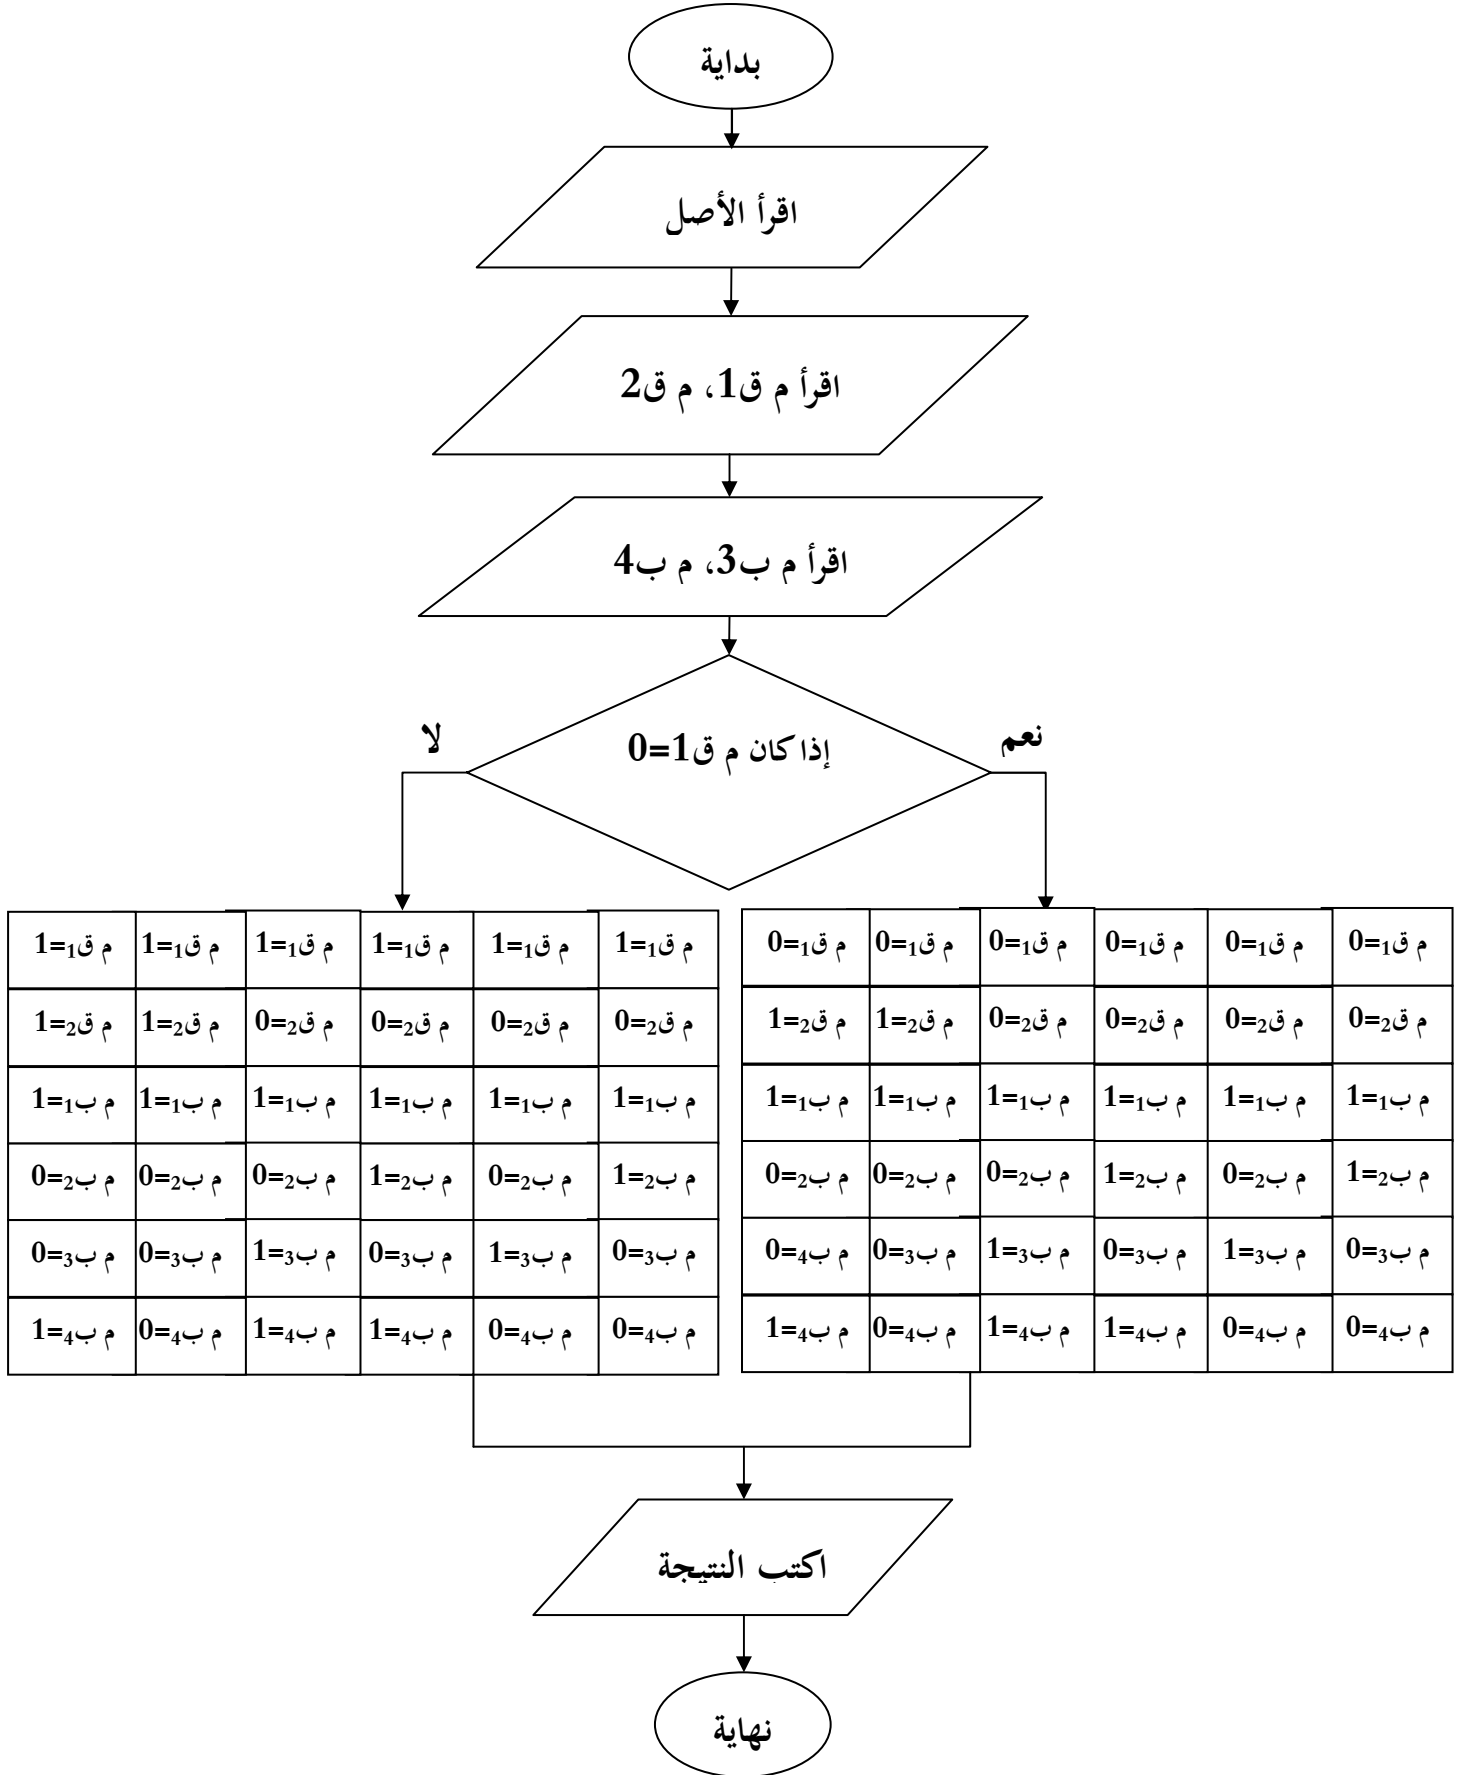 بداية
اقرأ الأصل
اقرأ م ق1، م ق2
اقرأ م ب3، م ب4
إذا كان م ق1=0
نعم
لا
م ق1=0 م ق1=0 م ق1=0 م ق1=0 م ق1=0 م ق1=0
م ق2=0 م ق2=0 م ق2=0 م ق2=0 م ق2=1 م ق2=1
م ب1=1 م ب1=1 م ب1=1 م ب1=1 م ب1=1 م ب1=1
م ب2=1 م ب2=0 م ب2=1 م ب2=0 م ب2=0 م ب2=0
م ب3=0 م ب3=1 م ب3=0 م ب3=1 م ب3=0 م ب4=0
م ب4=0 م ب4=0 م ب4=1 م ب4=1 م ب4=0 م ب4=1
م ق1=1 م ق1=1 م ق1=1 م ق1=1 م ق1=1 م ق1=1
م ق2=0 م ق2=0 م ق2=0 م ق2=0 م ق2=1 م ق2=1
م ب1=1 م ب1=1 م ب1=1 م ب1=1 م ب1=1 م ب1=1
م ب2=1 م ب2=0 م ب2=1 م ب2=0 م ب2=0 م ب2=0
م ب3=0 م ب3=1 م ب3=0 م ب3=1 م ب3=0 م ب3=0
م ب4=0 م ب4=0 م ب4=1 م ب4=1 م ب4=0 م ب4=1
اكتب النتيجة
نهاية